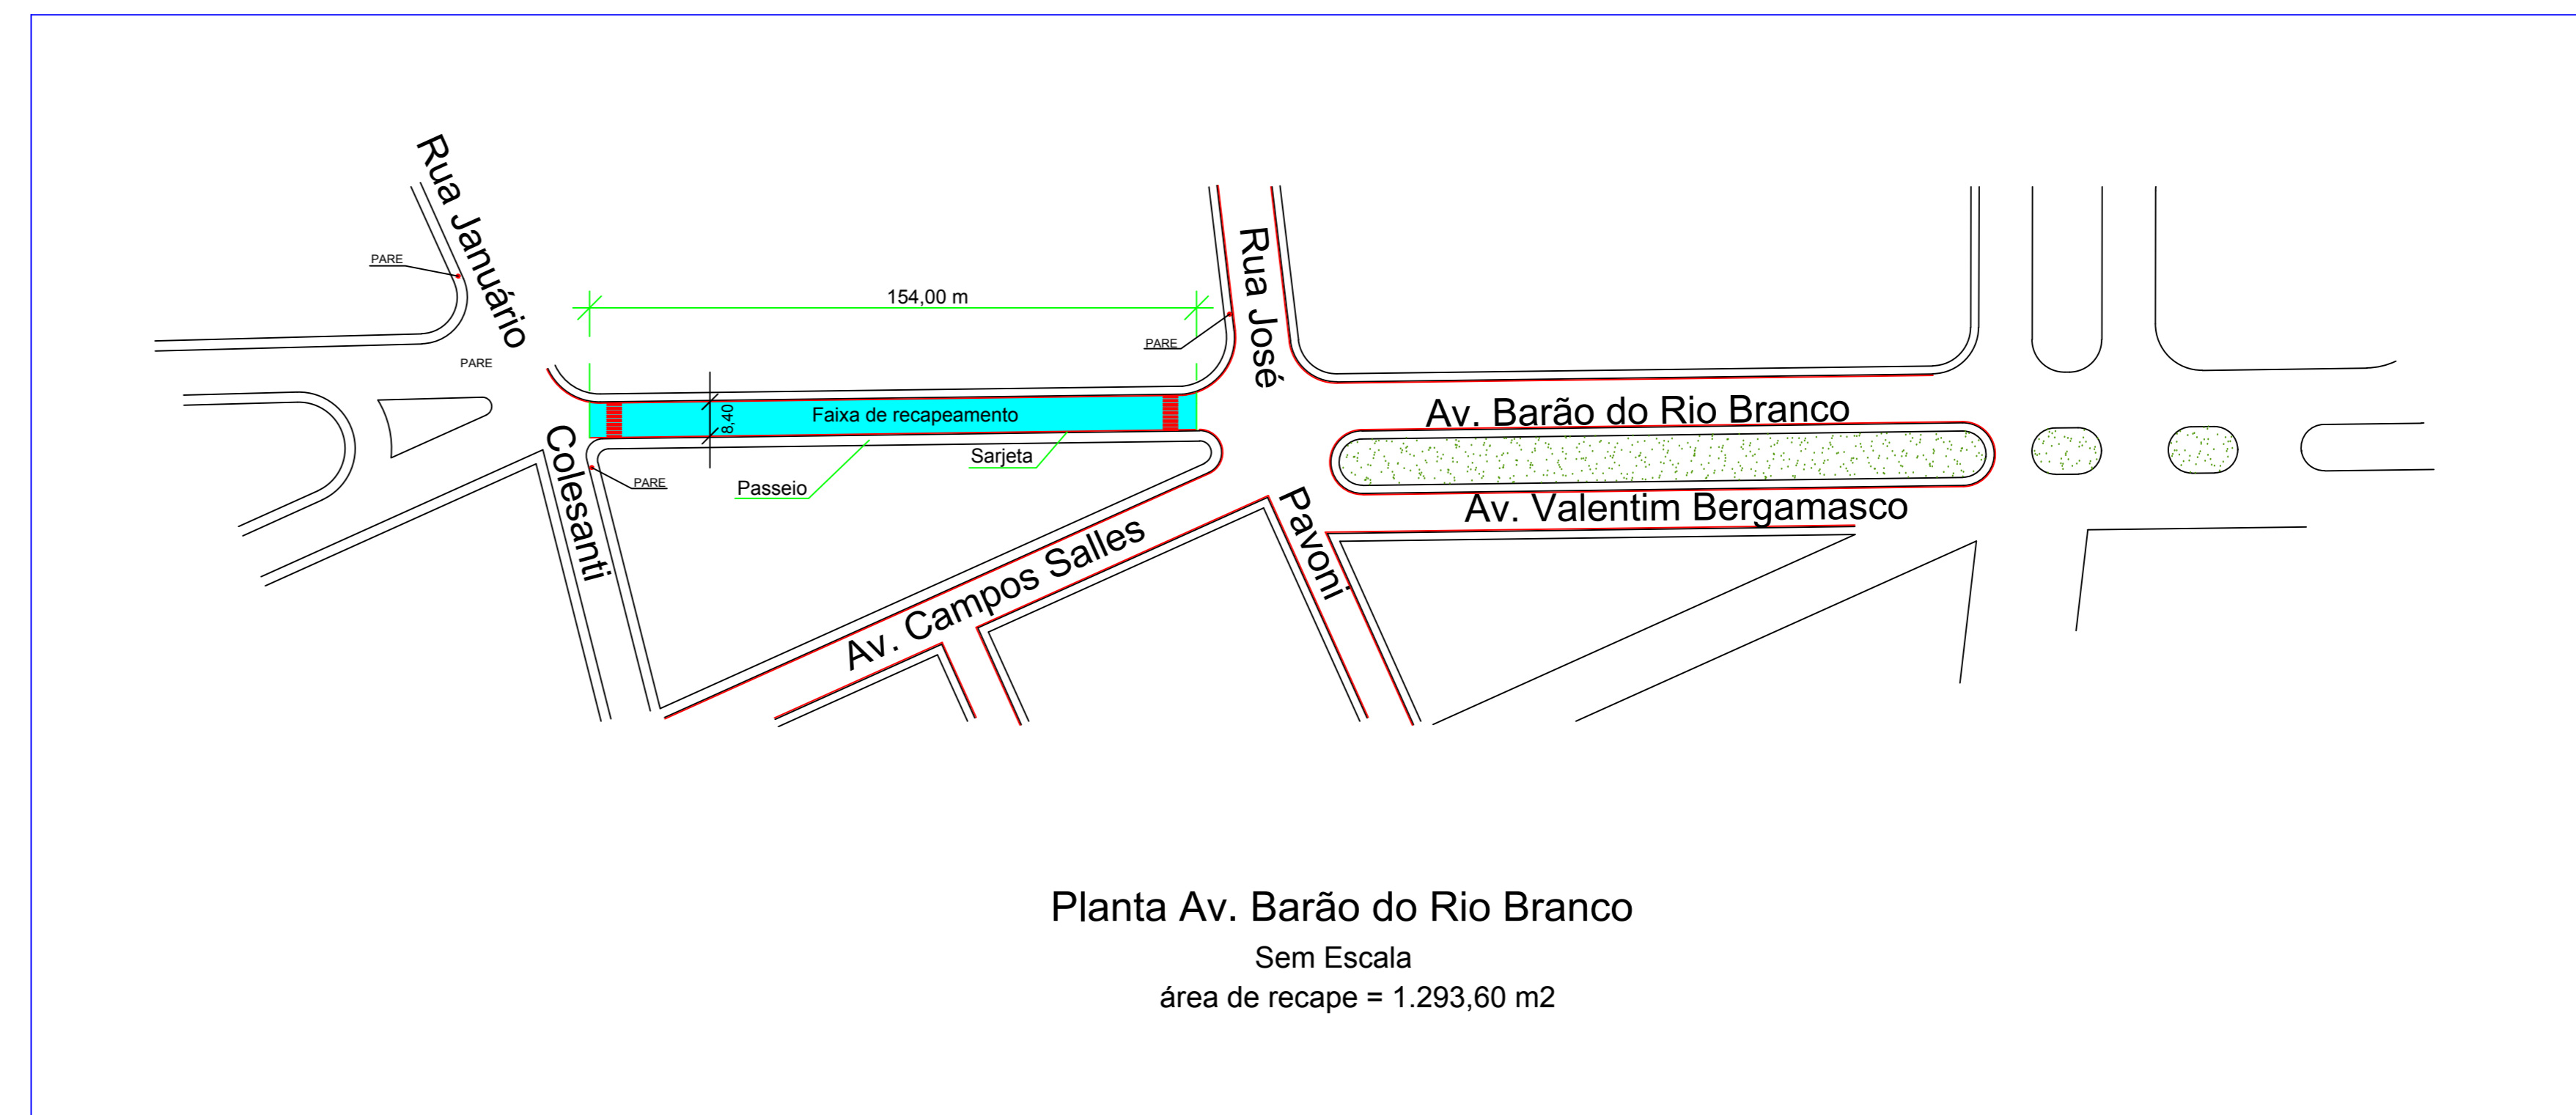 Rua Januário
PARE
PARE
154,00 m
Rua José
PARE
8,40
Faixa de recapeamento
Av. Barão do Rio Branco
Colesanti
Sarjeta
PARE
Passeio
Pavoni
Av. Valentim Bergamasco
Av. Campos Salles
Planta Av. Barão do Rio Branco
Sem Escala
área de recape = 1.293,60 m2